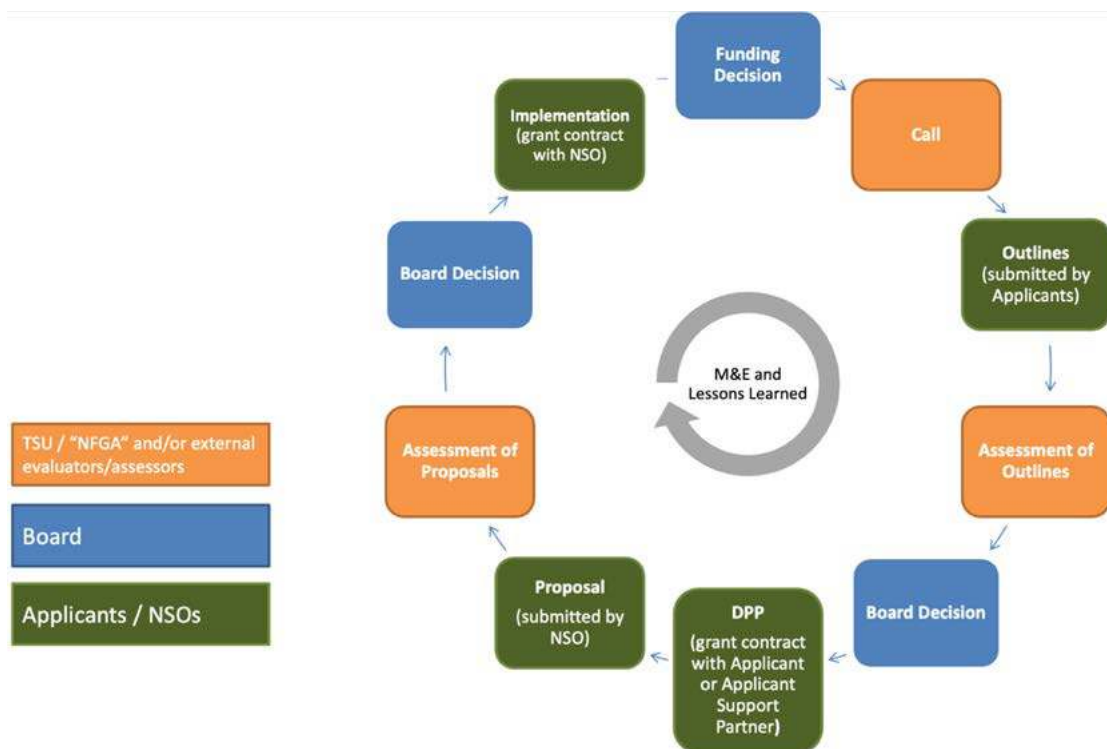 Funding
Decision
Call
Outlines
(submitted by
Applicants)
Assessment of
Outlines
Board Decision
DPP
(grant contract
with Applicant
or Applicant
Support
Partner)
Proposal
(submitted by
NSO)
Assessment of
Proposals
Board Decision
Implementation
(grant contract
with NSO)
M&E and
Lessons Learned
TSU / "NFGA" and/or external
evaluators/assessors
Board
Applicants / NSOs